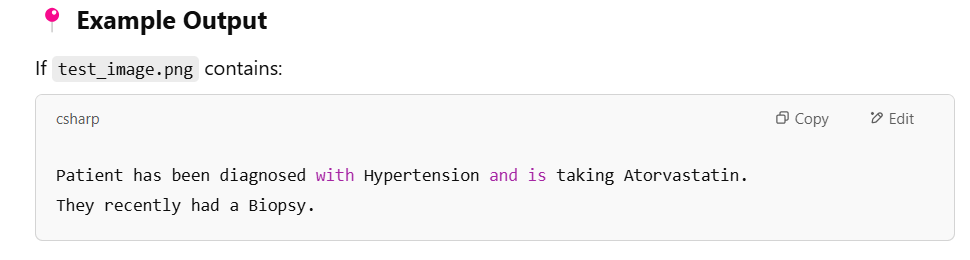 📍 Example Output
If test_image.png contains:
csharp
Copy
Edit
Patient has been diagnosed with Hypertension and is taking Atorvastatin.
They recently had a Biopsy.